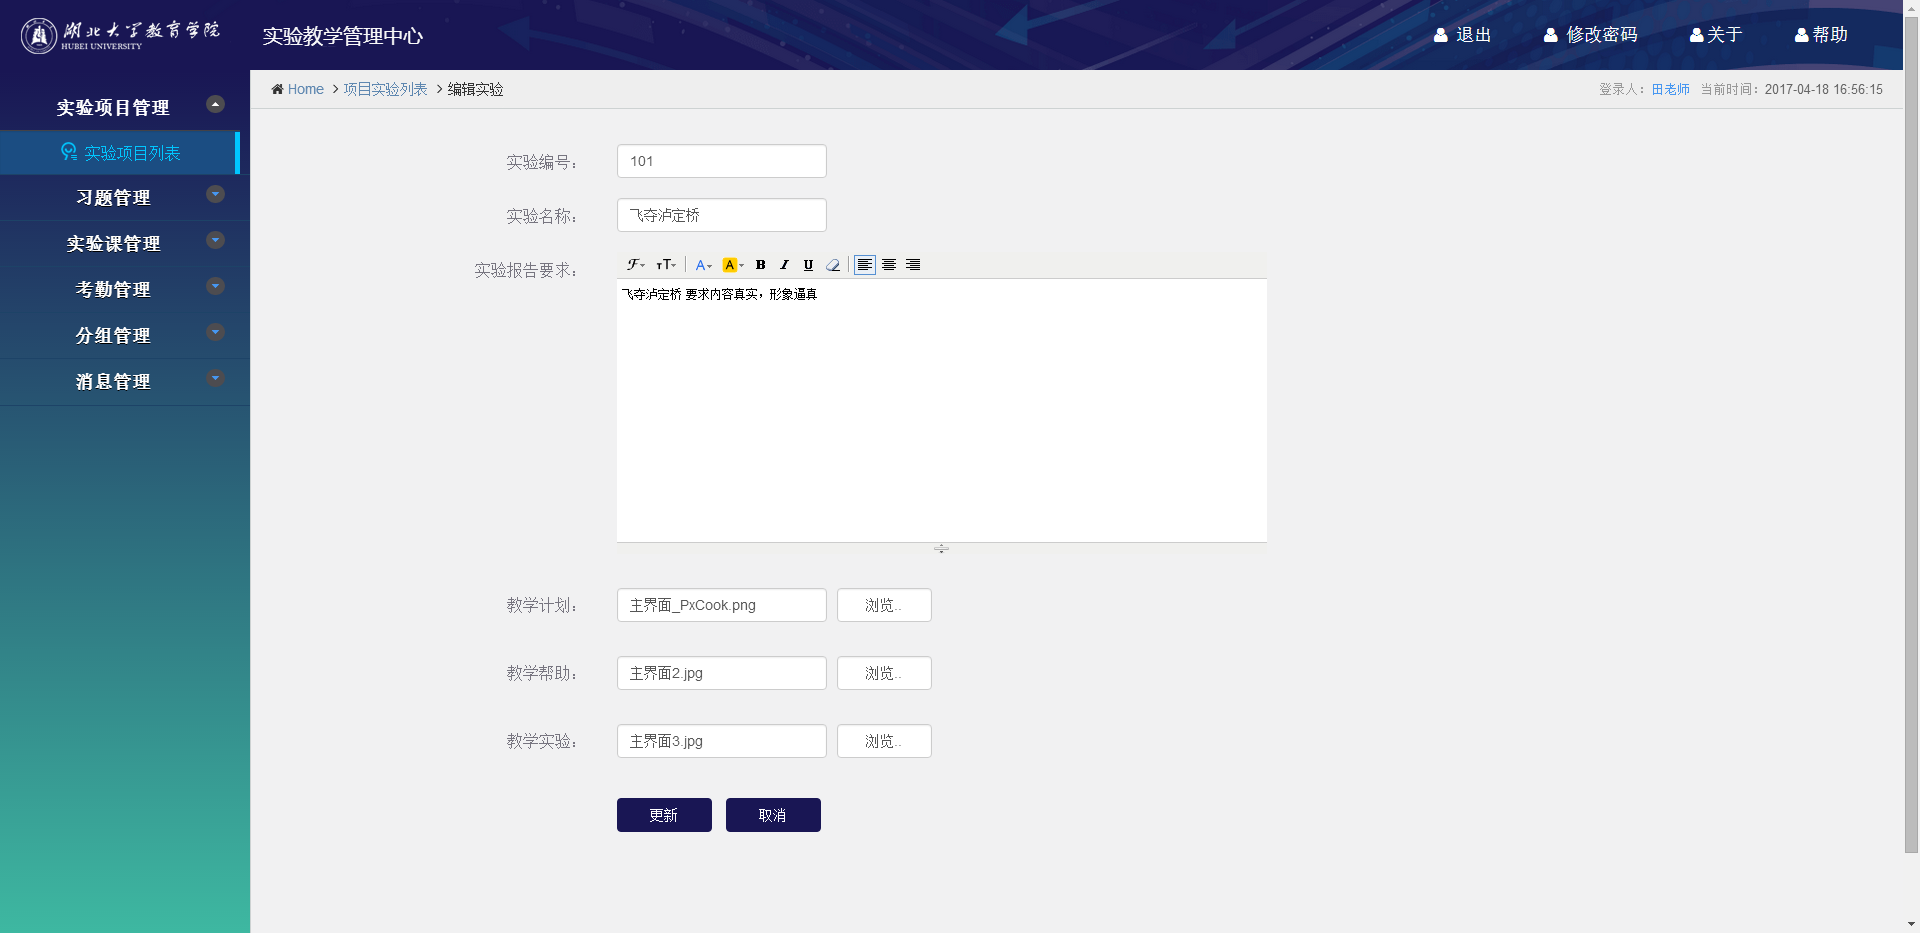 湖北大学教育学院
HUBEI UNIVERSITY
实验教学管理中心
退出
修改密码
关于
帮助
Home
项目实验列表
编辑实验
登录人：田老师 当前时间：2017-04-18 16:56:15
实验项目管理
实验项目列表
习题管理
实验课管理
考勤管理
分组管理
消息管理
实验编号： 101
实验名称： 飞夺泸定桥
实验报告要求：
飞夺泸定桥 要求内容真实，形象逼真
教学计划： 主界面_PxCook.png 浏览..
教学帮助： 主界面2.jpg 浏览..
教学实验： 主界面3.jpg 浏览..
更新 取消